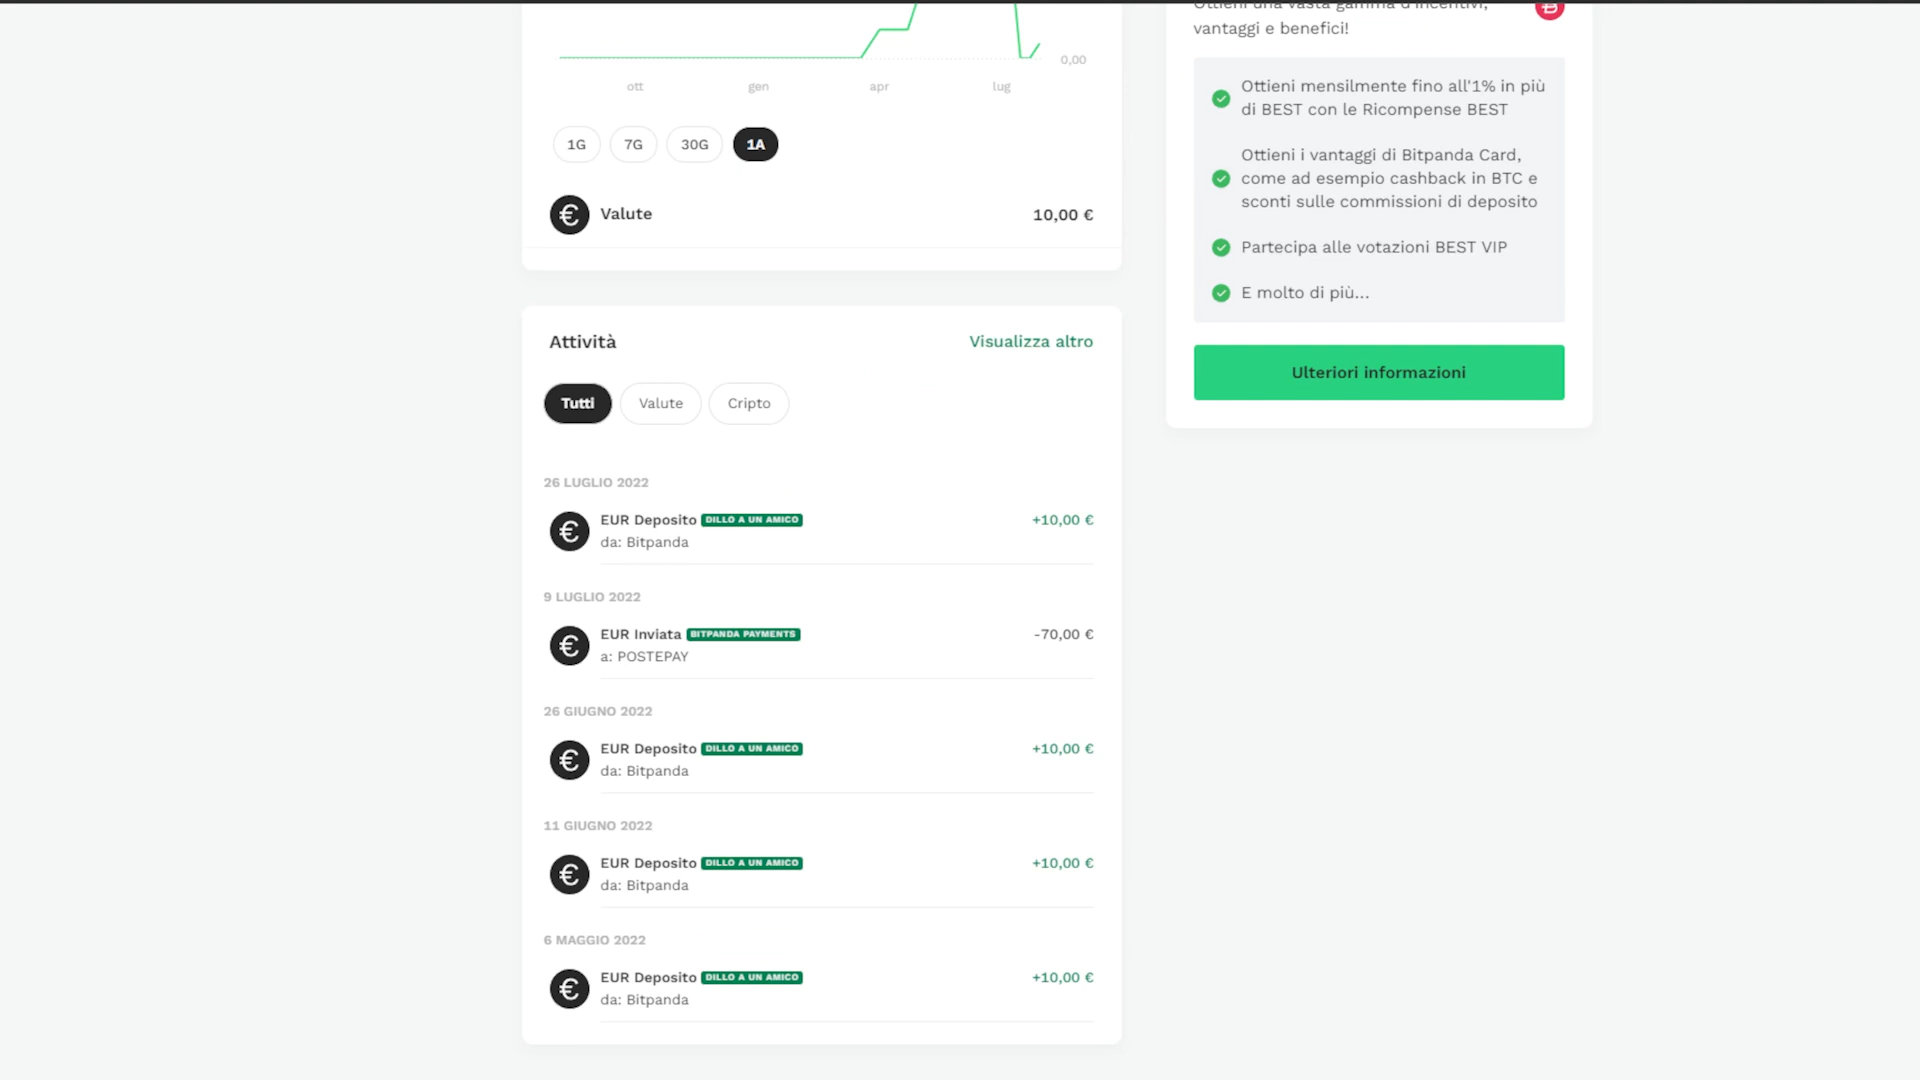 0,00
ott gen apr lug
1G 7G 30G 1A
Valute 10,00 €
Attività Visualizza altro
Tutti Valute Cripto
26 LUGLIO 2022
EUR Deposito DILLO A UN AMICO +10,00 €
da: Bitpanda
9 LUGLIO 2022
EUR Inviata BITPANDA PAYMENTS -70,00 €
a: POSTEPAY
26 GIUGNO 2022
EUR Deposito DILLO A UN AMICO +10,00 €
da: Bitpanda
11 GIUGNO 2022
EUR Deposito DILLO A UN AMICO +10,00 €
da: Bitpanda
6 MAGGIO 2022
EUR Deposito DILLO A UN AMICO +10,00 €
da: Bitpanda
Ottieni una vasta gamma d'incentivi,
vantaggi e benefici!
Ottieni mensilmente fino all'1% in più
di BEST con le Ricompense BEST
Ottieni i vantaggi di Bitpanda Card,
come ad esempio cashback in BTC e
sconti sulle commissioni di deposito
Partecipa alle votazioni BEST VIP
E molto di più...
Ulteriori informazioni